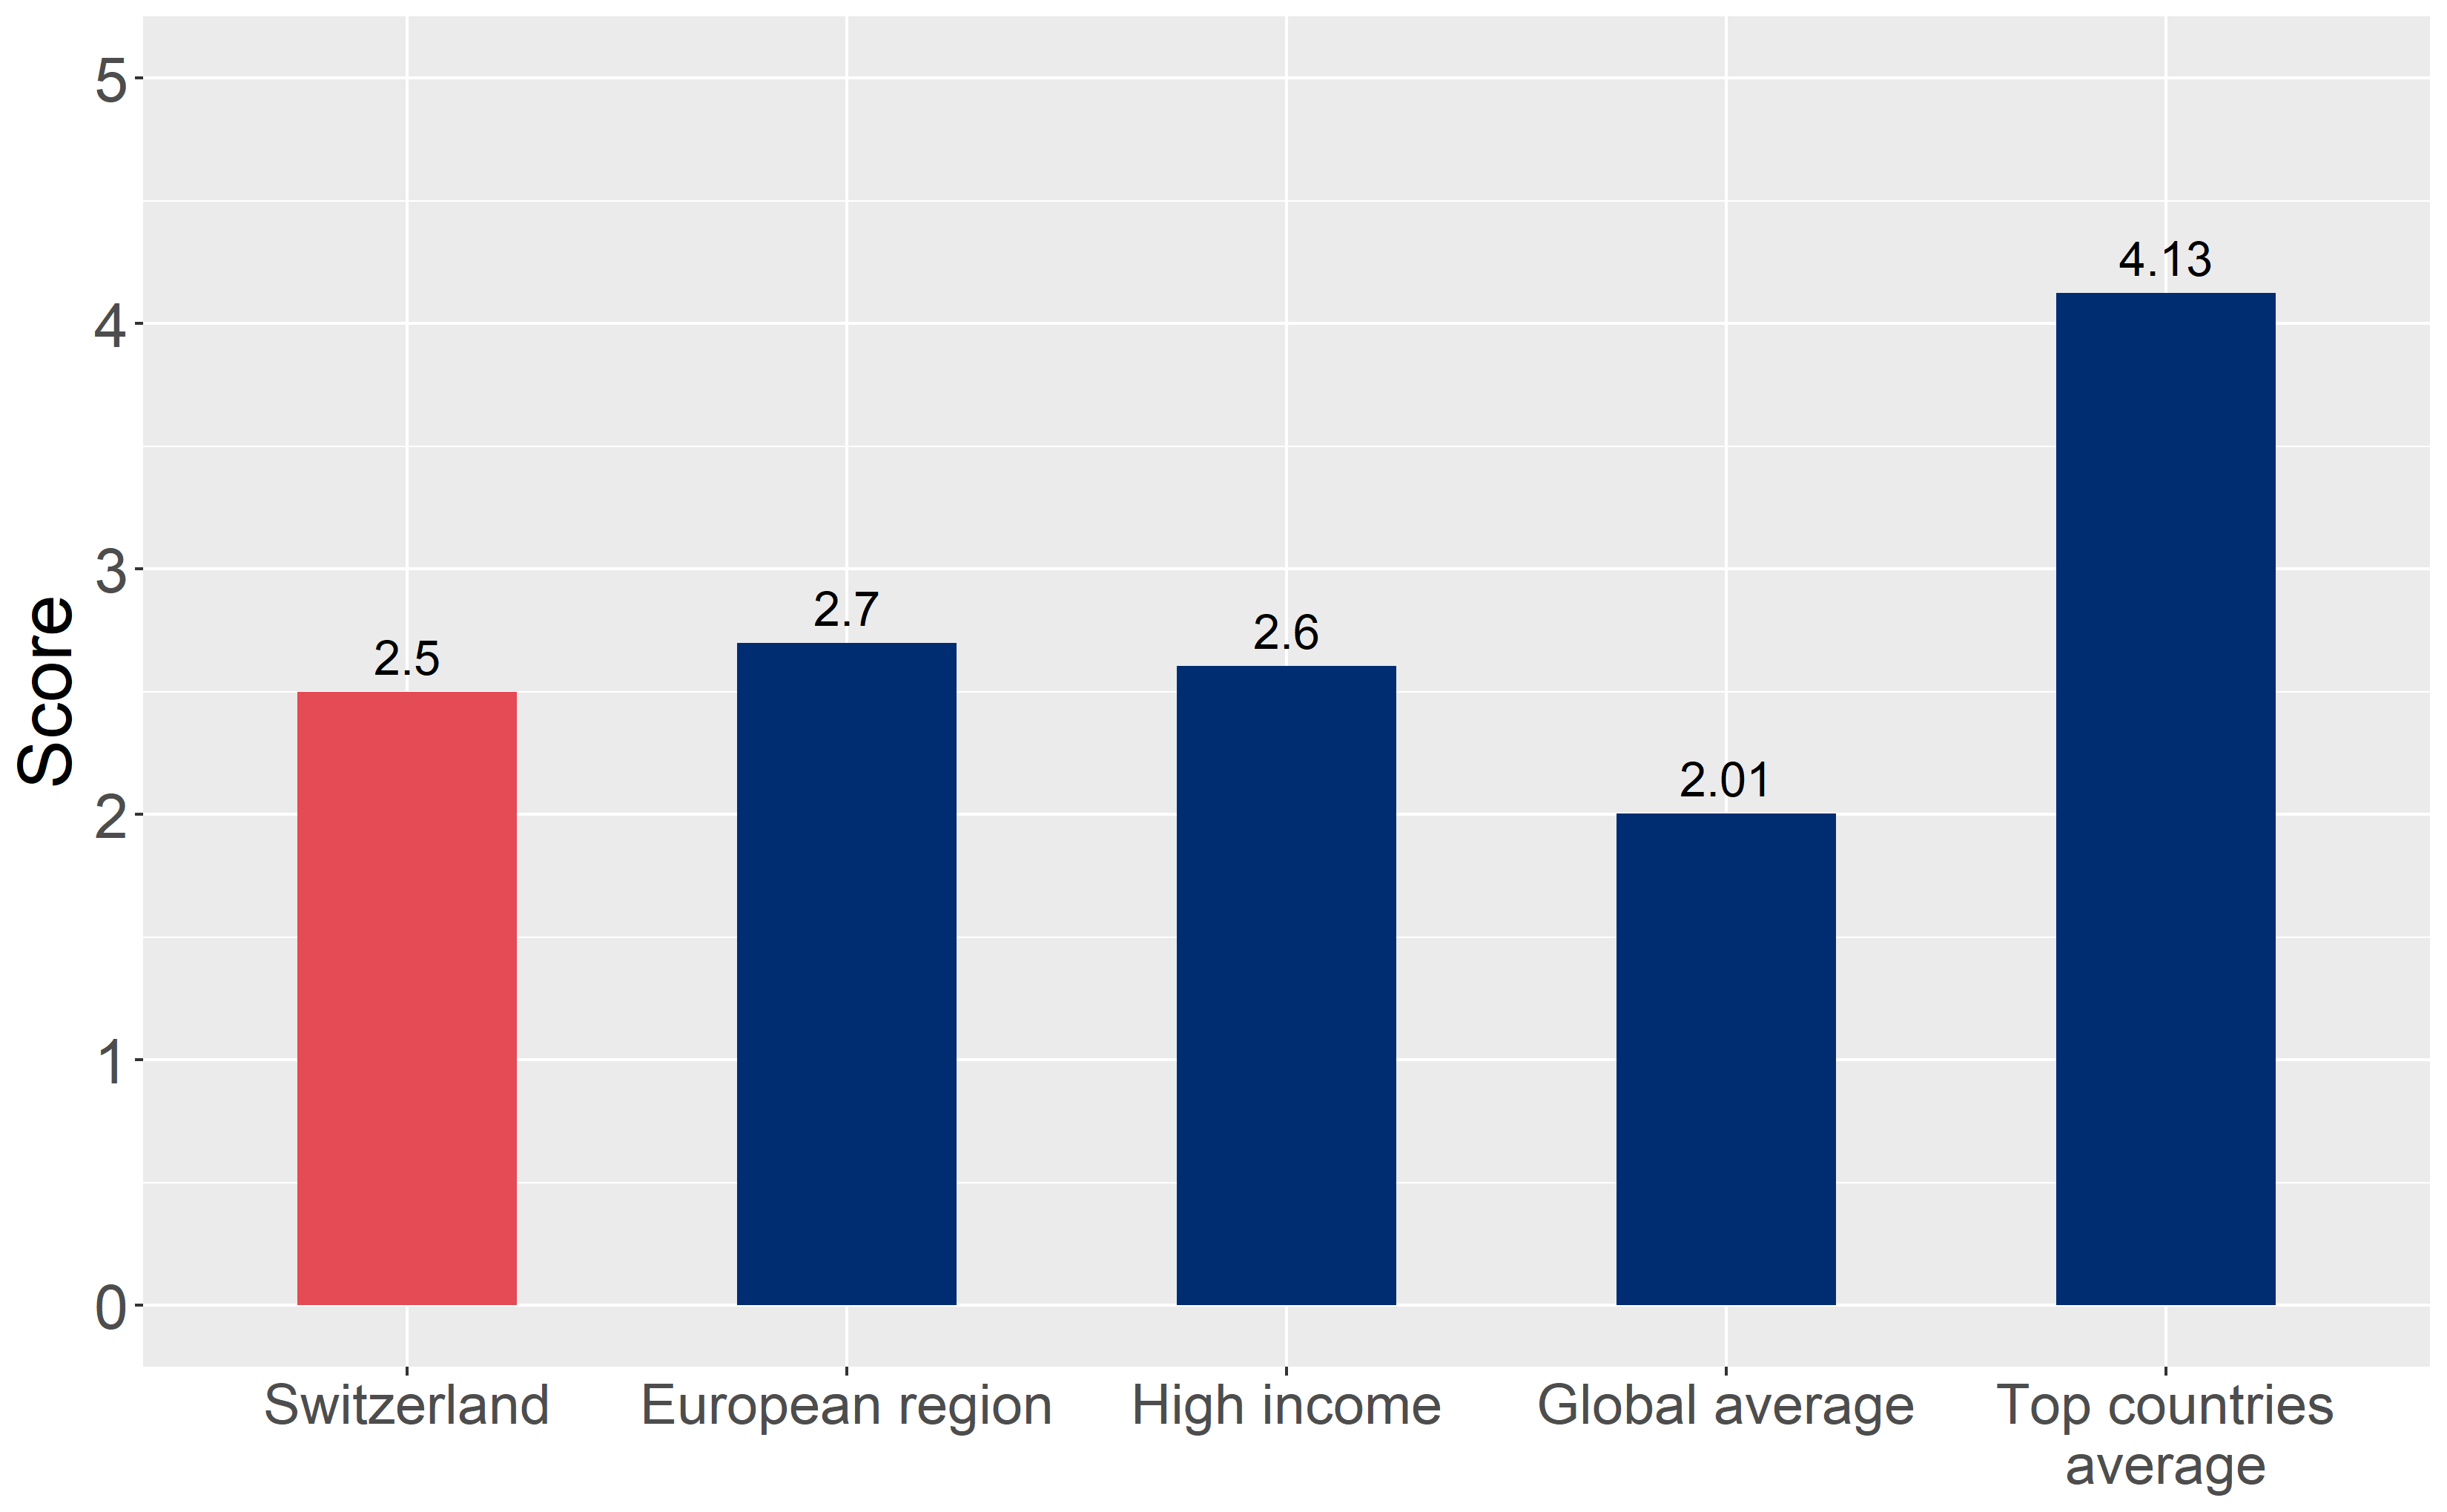 Score
5
4
3
2
1
0
2.5
2.7
2.6
2.01
4.13
Switzerland
European region
High income
Global average
Top countries
average